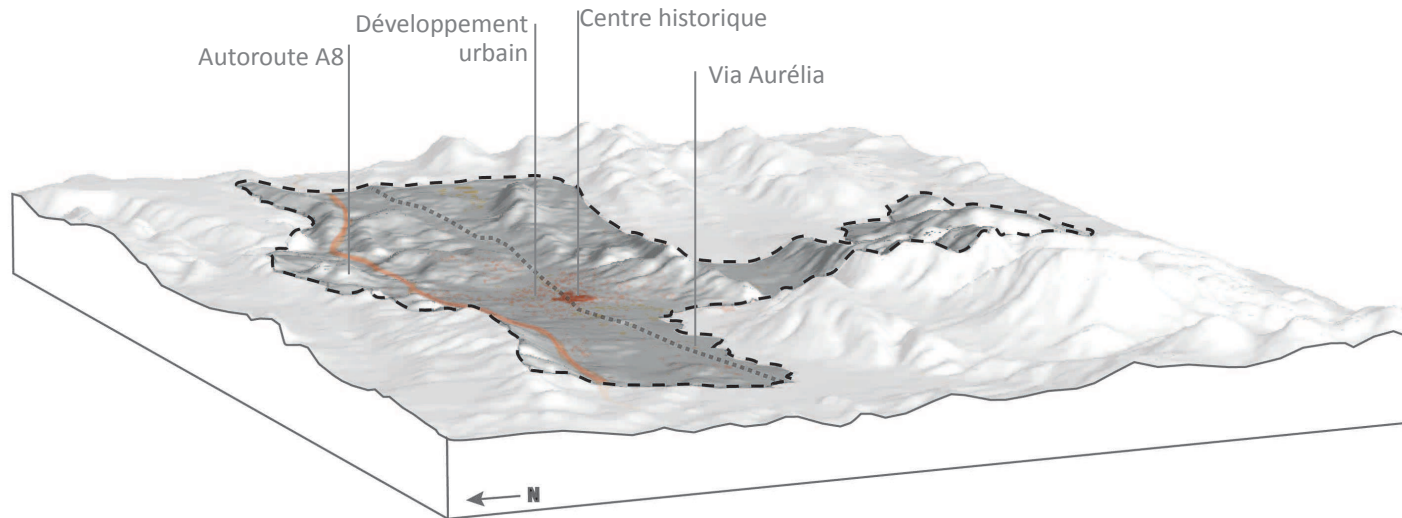 Centre historique
Développement
urbain
Autoroute A8
Via Aurélia
N